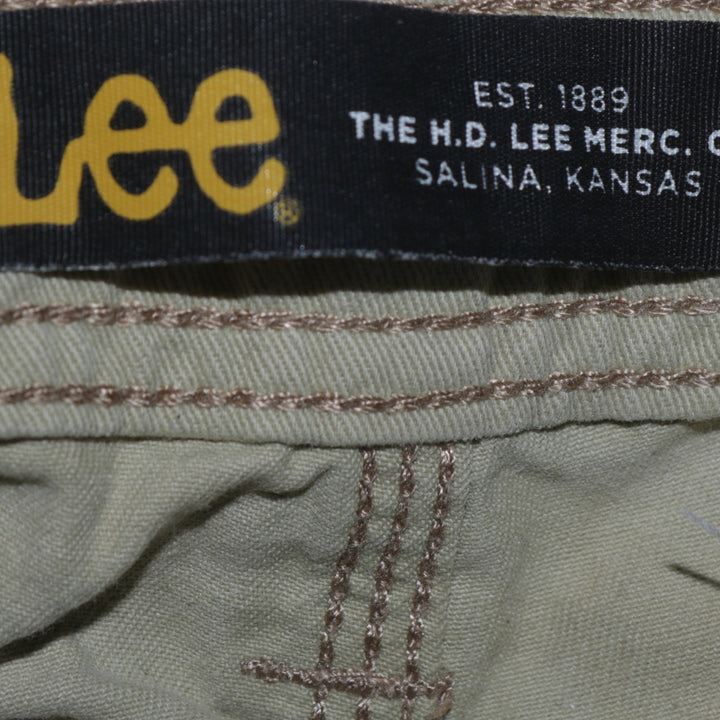 Lee®
EST. 1889
THE H.D. LEE MERC. C
SALINA, KANSAS